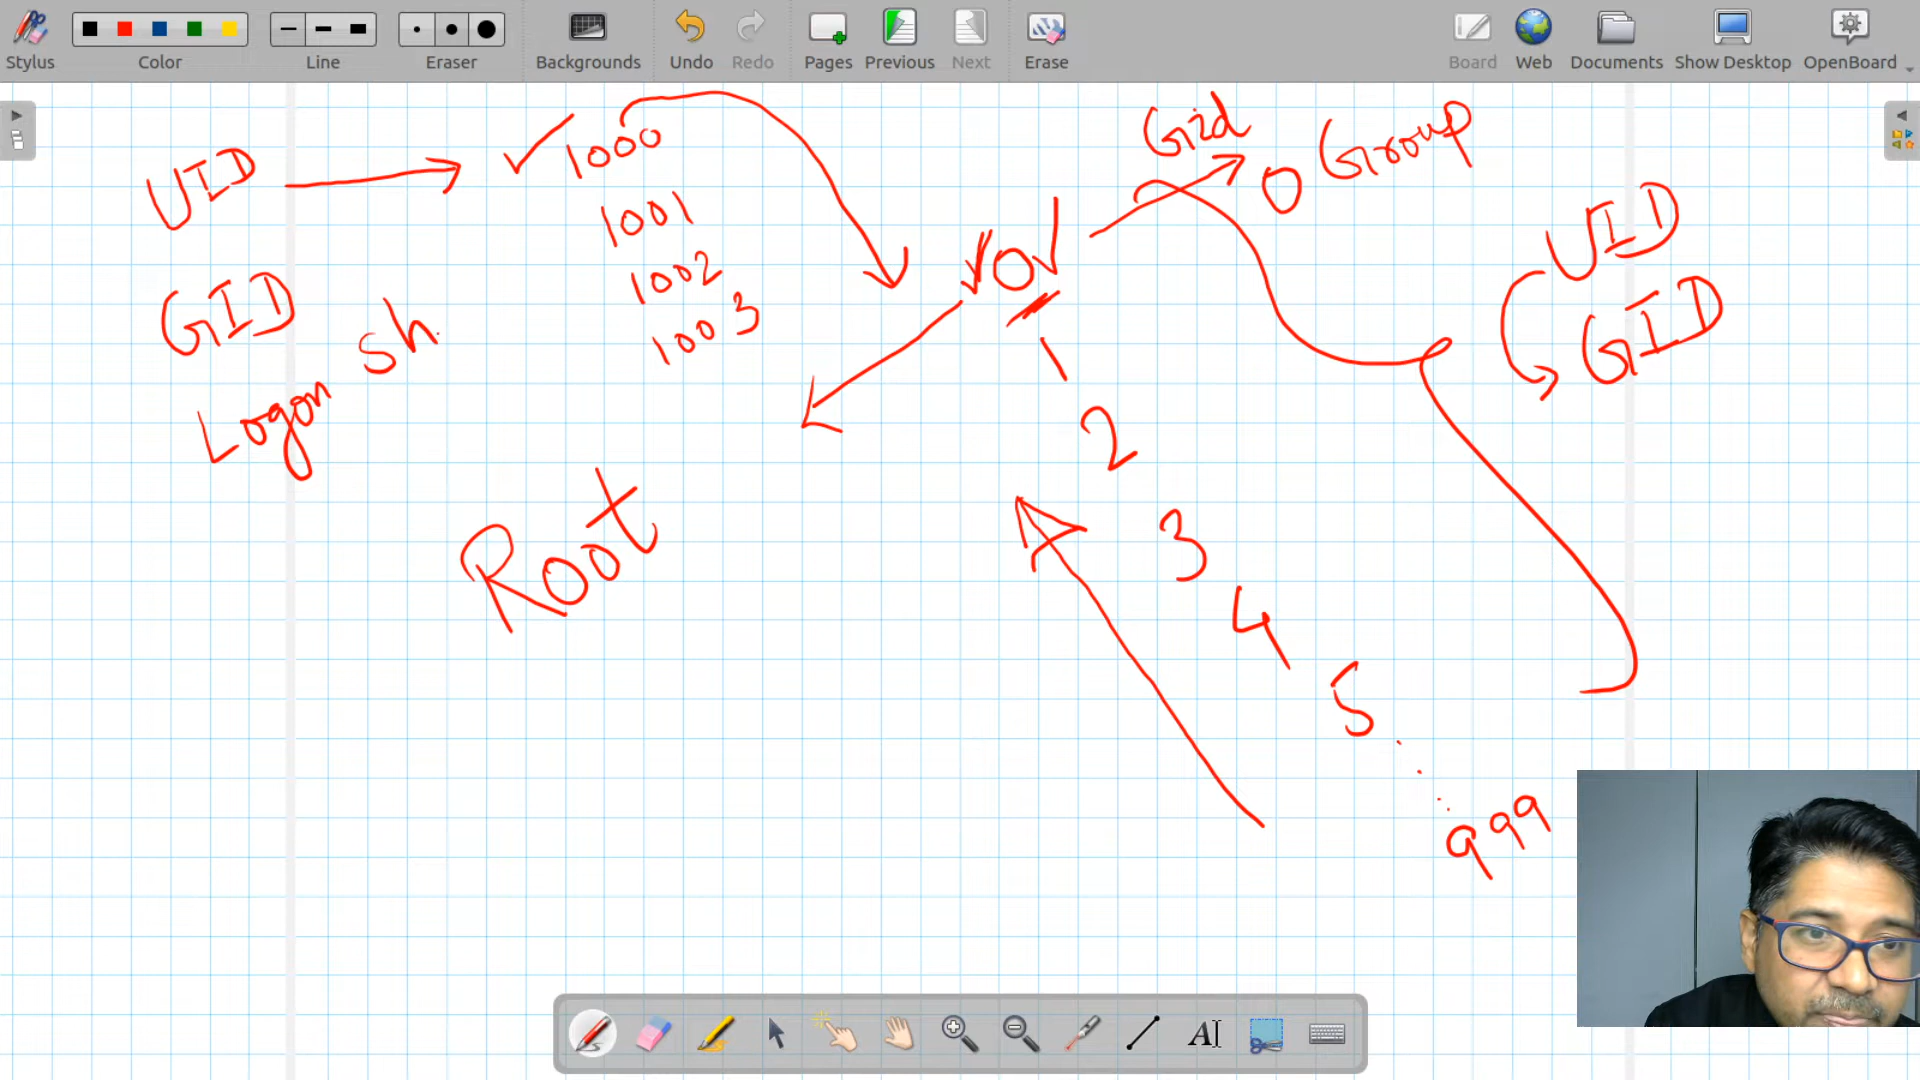 Stylus
Color
Line
Eraser
Backgrounds
Undo
Redo
Pages
Previous
Next
Erase
Board
Web
Documents
Show Desktop
OpenBoard
UID
1000
1001
1002
1003
GID
Logon sh
Root
0
1
2
3
4
5
999
Gid
0 Group
UID
GID